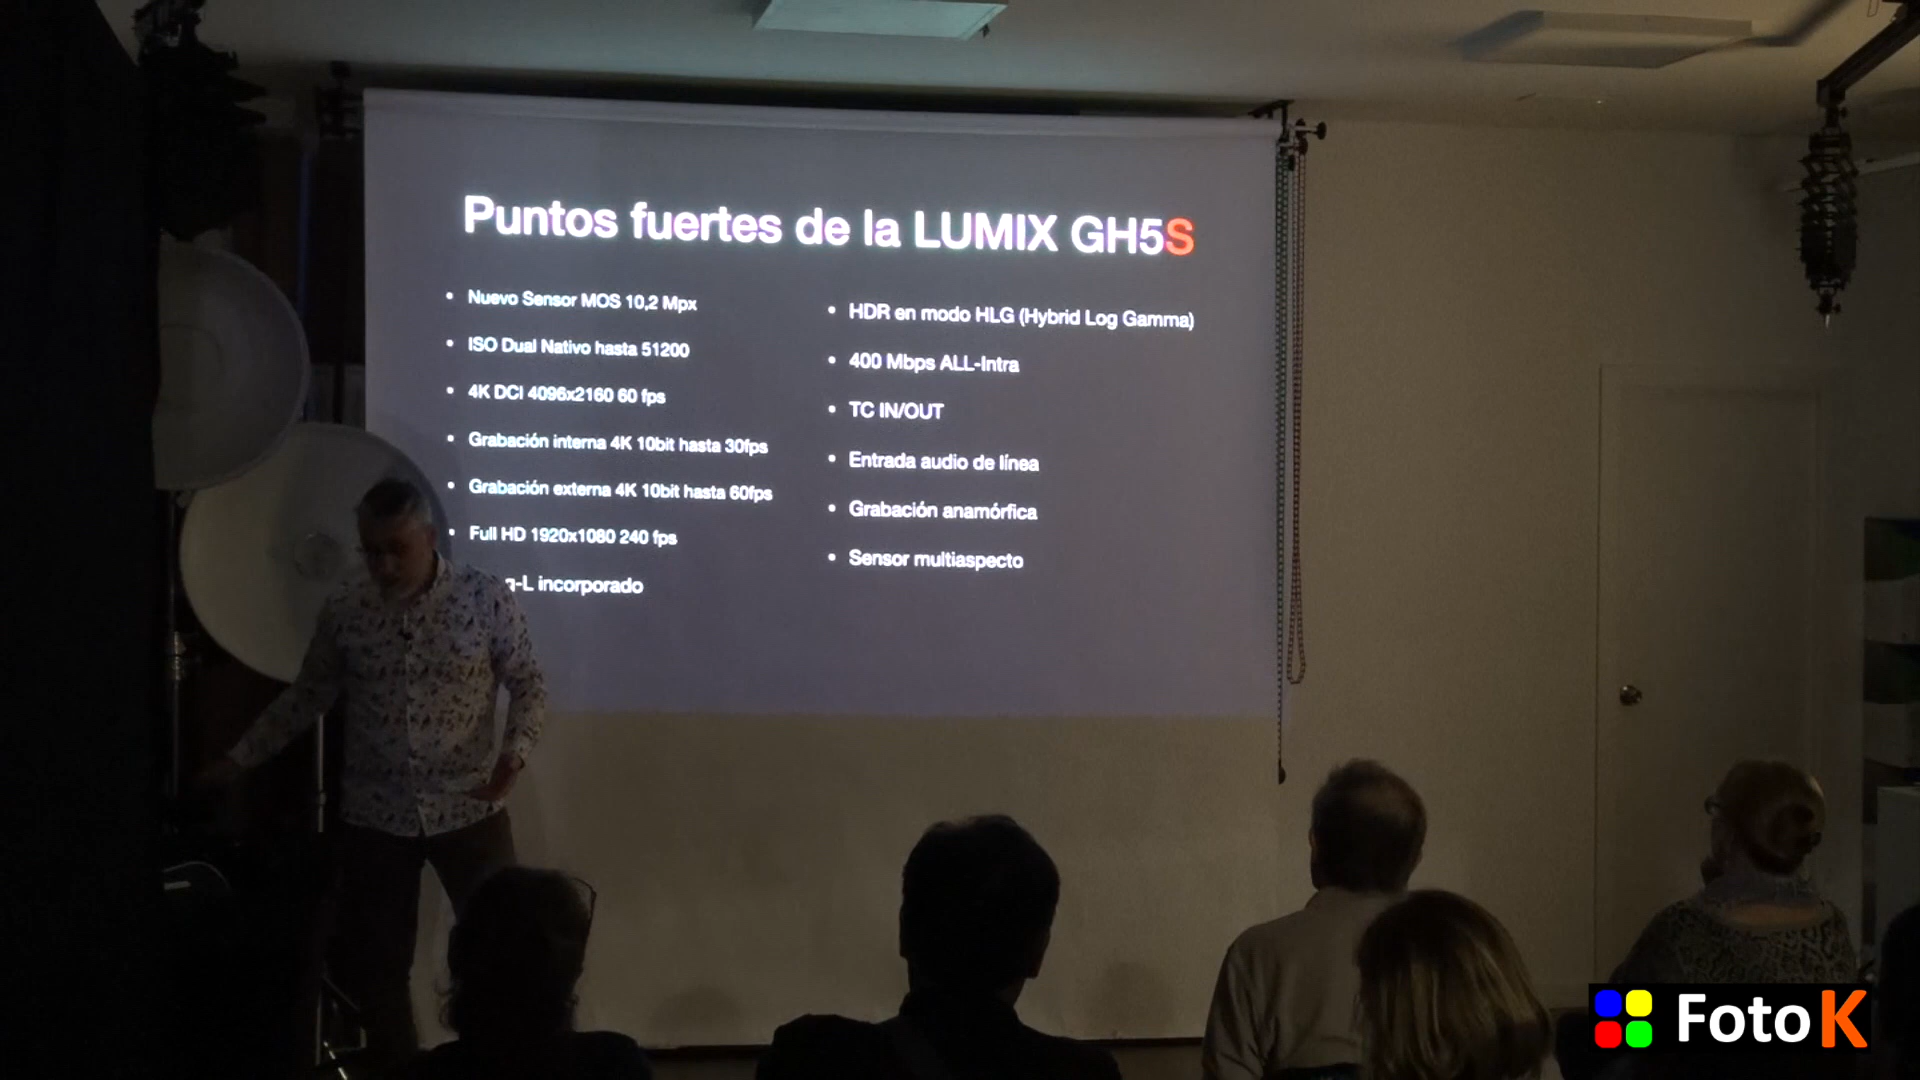 Puntos fuertes de la LUMIX GH5S
• Nuevo Sensor MOS 10,2 Mpx
• ISO Dual Nativo hasta 51200
• 4K DCI 4096x2160 60 fps
• Grabación interna 4K 10bit hasta 30fps
• Grabación externa 4K 10bit hasta 60fps
• Full HD 1920x1080 240 fps
g-L incorporado
• HDR en modo HLG (Hybrid Log Gamma)
• 400 Mbps ALL-Intra
• TC IN/OUT
• Entrada audio de línea
• Grabación anamórfica
• Sensor multiaspecto
FotoK